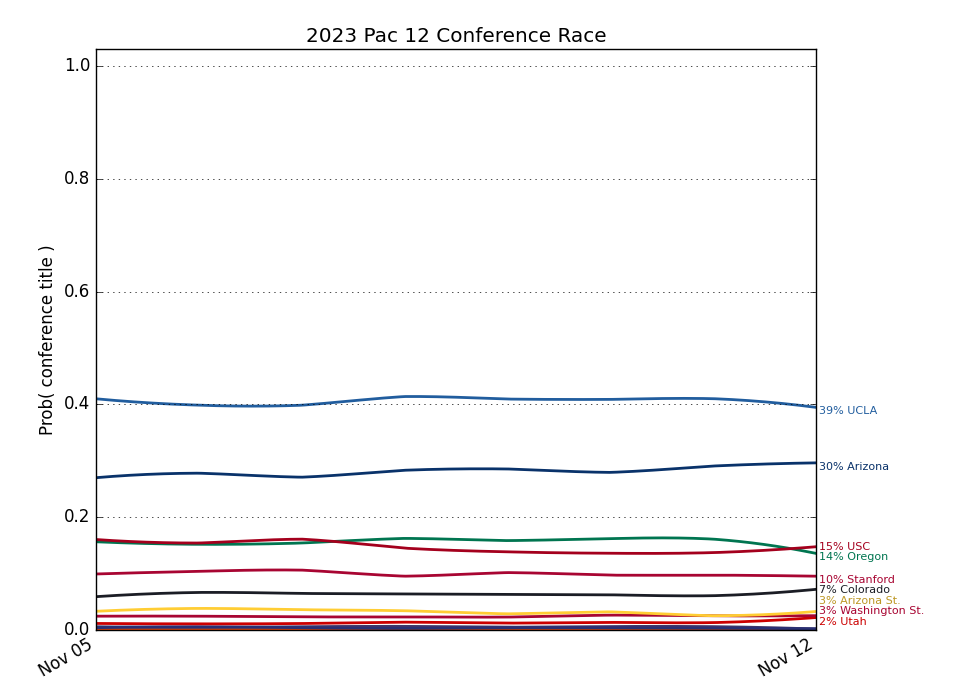 2023 Pac 12 Conference Race
1.0
0.8
0.6
0.4
0.2
0.0
Prob( conference title )
39% UCLA
30% Arizona
15% USC
14% Oregon
10% Stanford
7% Colorado
3% Arizona St.
3% Washington St.
2% Utah
Nov 05
Nov 12